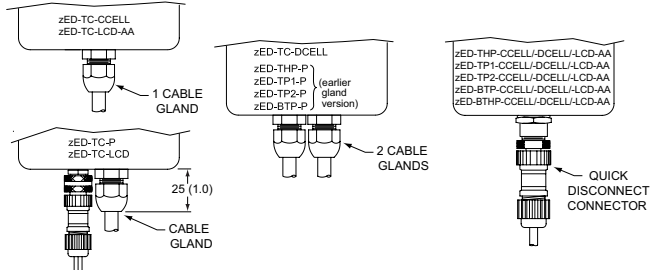 zED-TC-CCELL
zED-TC-LCD-AA
1 CABLE
GLAND
zED-TC-P
zED-TC-LCD
25 (1.0)
CABLE
GLAND
zED-TC-DCELL
zED-THP-P
zED-TP1-P
zED-TP2-P
zED-BTP-P
(earlier
gland
version)
2 CABLE
GLANDS
zED-THP-CCELL/-DCELL/-LCD-AA
zED-TP1-CCELL/-DCELL/-LCD-AA
zED-TP2-CCELL/-DCELL/-LCD-AA
zED-BTP-CCELL/-DCELL/-LCD-AA
zED-BTHP-CCELL/-DCELL/-LCD-AA
QUICK
DISCONNECT
CONNECTOR